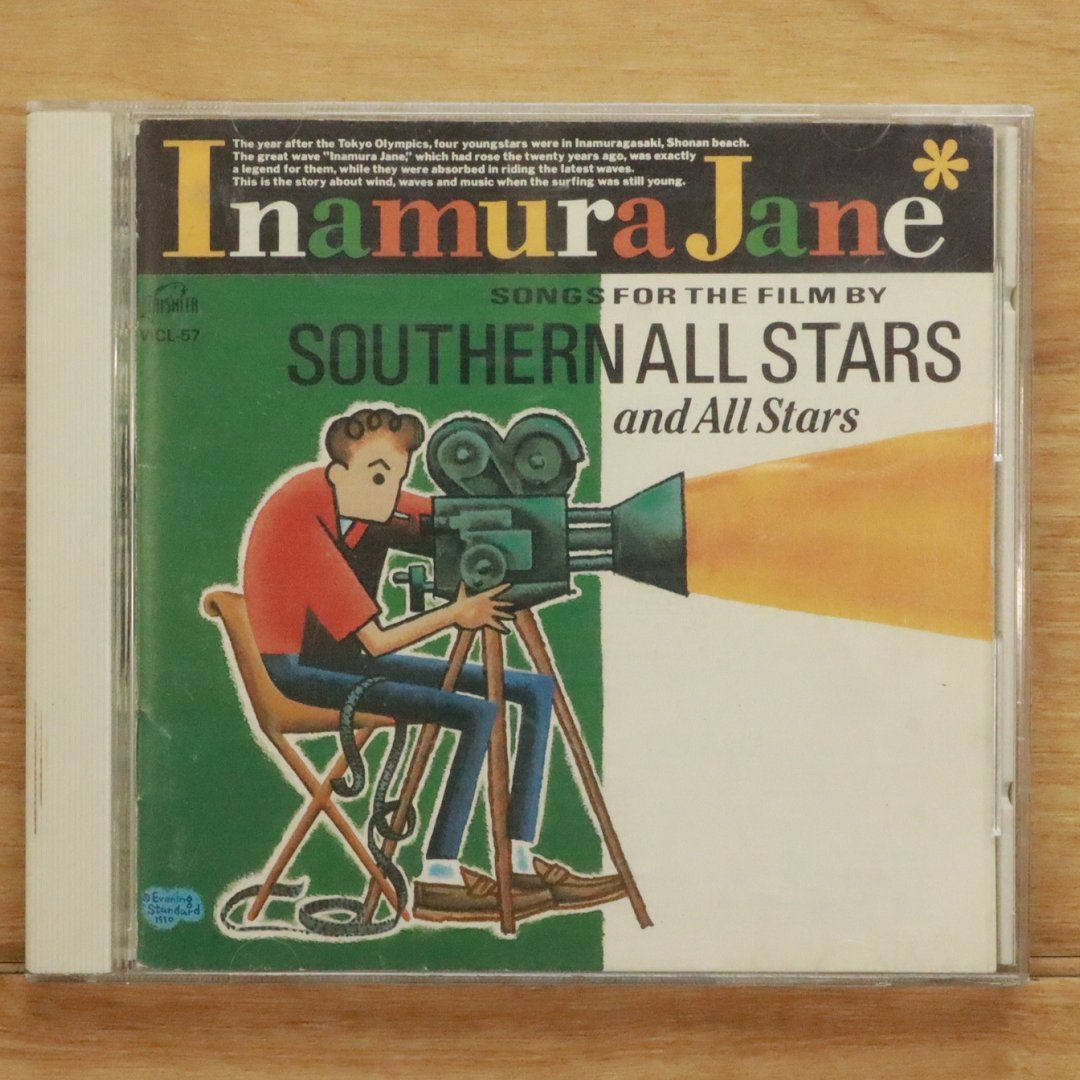 The year after the Tokyo Olympics, four youngstars were in Inamuragasaki, Shonan beach.
The great wave "Inamura Jane," which had rose the twenty years ago, was exactly
a legend for them, while they were absorbed in riding the latest waves.
This is the story about wind, waves and music when the surfing was still young.
Inamura Jane*
SONGS FOR THE FILM BY
TAISHITA
VICL-57
SOUTHERN ALL STARS
and All Stars
© Evening
Standard
1990